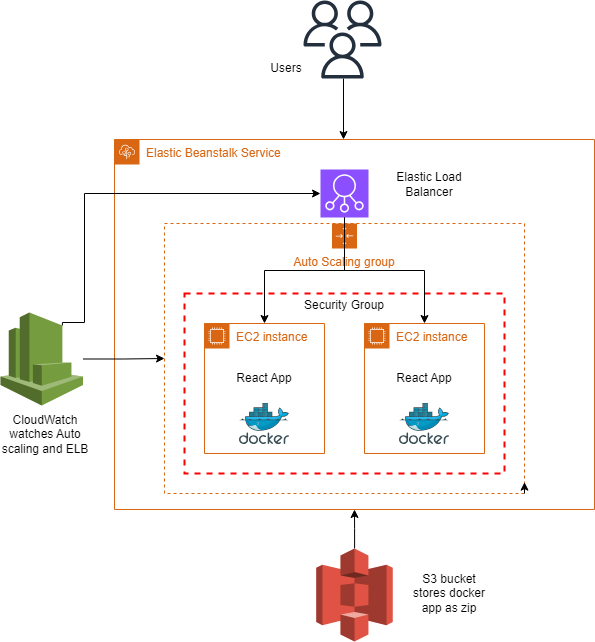 Users
Elastic Beanstalk Service
Elastic Load
Balancer
Auto Scaling group
Security Group
EC2 instance
EC2 instance
React App
React App
docker
docker
CloudWatch
watches Auto
scaling and ELB
S3 bucket
stores docker
app as zip